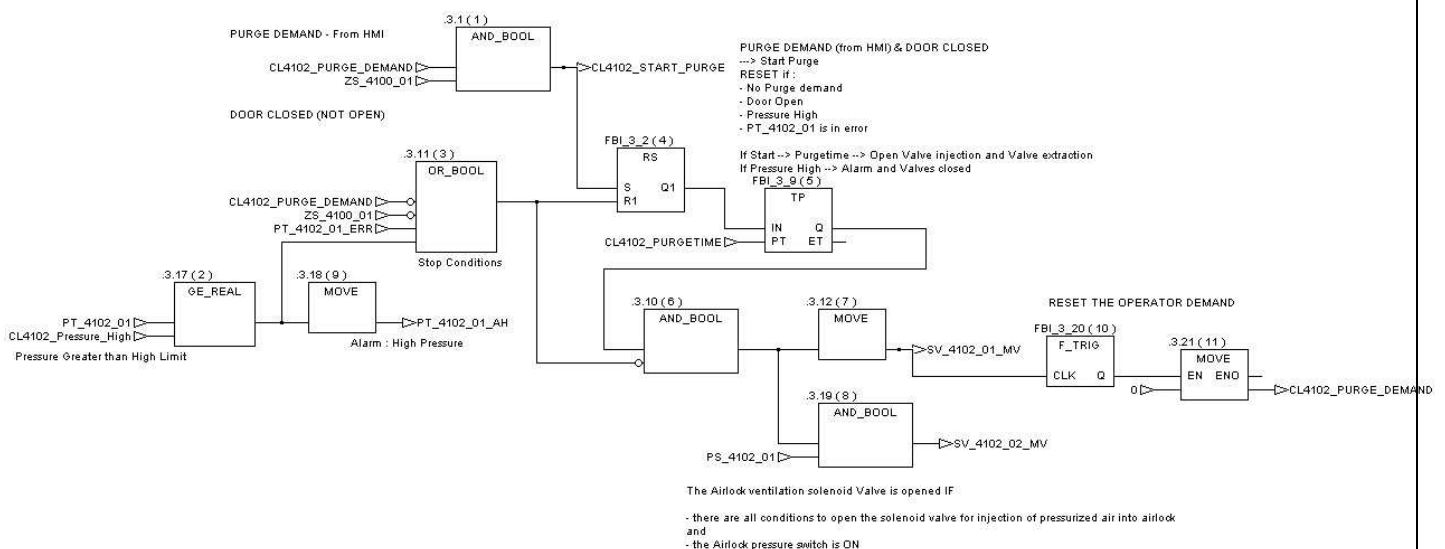 .3.1 ( 1 )
AND_BOOL
PURGE DEMAND - From HMI
CL4102_PURGE_DEMAND
ZS_4100_01
CL4102_START_PURGE
DOOR CLOSED (NOT OPEN)
PURGE DEMAND (from HMI) & DOOR CLOSED
---> Start Purge
RESET if :
- No Purge demand
- Door Open
- Pressure High
- PT_4102_01 is in error
If Start --> Purgetime --> Open Valve injection and Valve extraction
If Pressure High --> Alarm and Valves closed
.3.11 ( 3 )
OR_BOOL
CL4102_PURGE_DEMAND
ZS_4100_01
PT_4102_01_ERR
Stop Conditions
FBI_3_2 ( 4 )
RS
S Q1
R1
FBI_3_9 ( 5 )
TP
IN Q
PT ET
CL4102_PURGETIME
.3.17 ( 2 )
GE_REAL
PT_4102_01
CL4102_Pressure_High
Pressure Greater than High Limit
.3.18 ( 9 )
MOVE
PT_4102_01_AH
Alarm : High Pressure
.3.10 ( 6 )
AND_BOOL
.3.12 ( 7 )
MOVE
SV_4102_01_MV
.3.19 ( 8 )
AND_BOOL
PS_4102_01
SV_4102_02_MV
RESET THE OPERATOR DEMAND
FBI_3_20 ( 10 )
F_TRIG
CLK Q
.3.21 ( 11 )
MOVE
EN ENO
0
CL4102_PURGE_DEMAND
The Airlock ventilation solenoid Valve is opened IF
- there are all conditions to open the solenoid valve for injection of pressurized air into airlock
and
- the Airlock pressure switch is ON